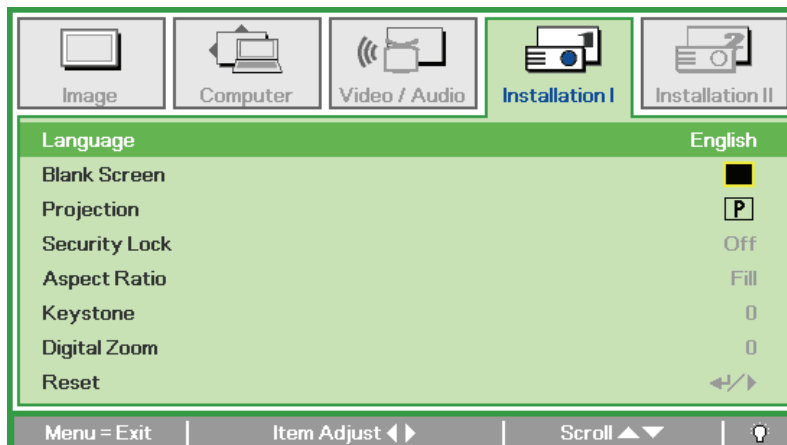 Image Computer Video / Audio Installation I Installation II
Language English
Blank Screen
Projection P
Security Lock Off
Aspect Ratio Fill
Keystone 0
Digital Zoom 0
Reset
Menu = Exit Item Adjust Scroll